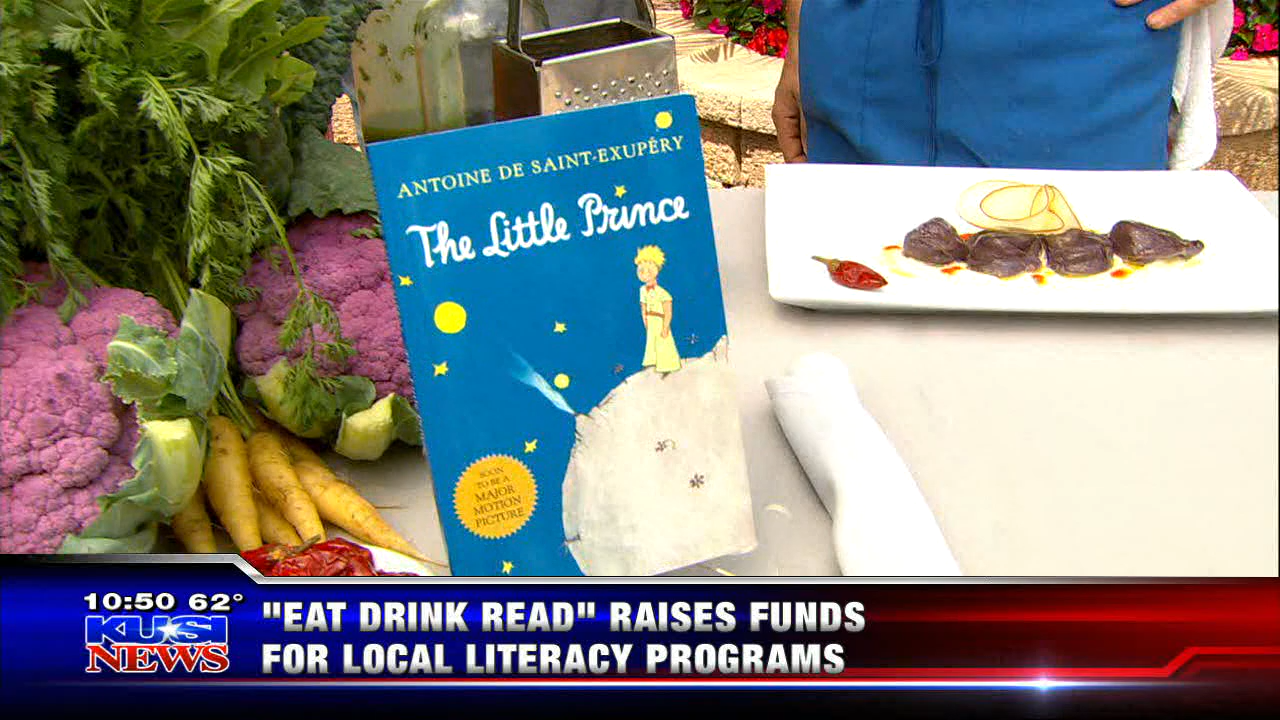 ANTOINE DE SAINT-EXUPÉRY
The Little Prince
SOON
TO BE A
MAJOR
MOTION
PICTURE
10:50 62°
KUSI
NEWS
"EAT DRINK READ" RAISES FUNDS
FOR LOCAL LITERACY PROGRAMS